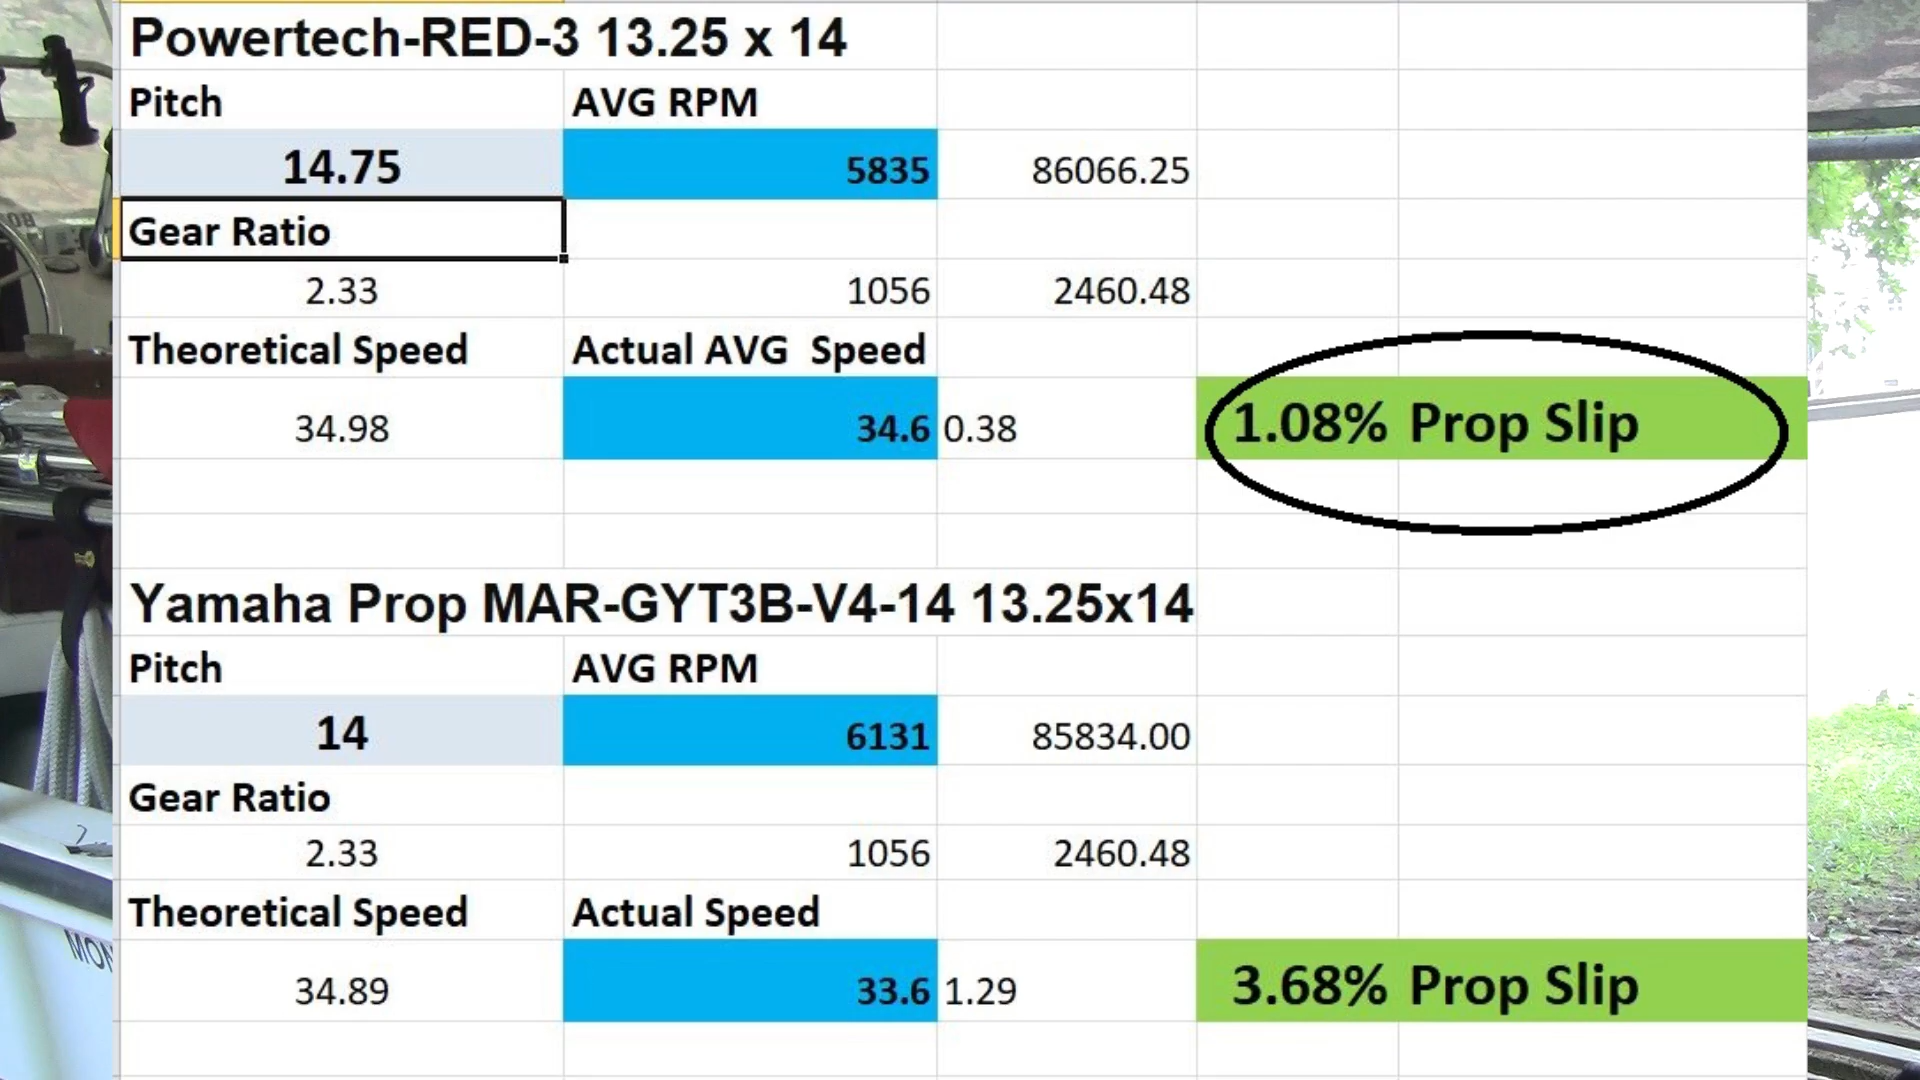 Powertech-RED-3 13.25 x 14
Pitch AVG RPM
14.75 5835 86066.25
Gear Ratio
2.33 1056 2460.48
Theoretical Speed Actual AVG Speed
34.98 34.6 0.38 1.08% Prop Slip
Yamaha Prop MAR-GYT3B-V4-14 13.25x14
Pitch AVG RPM
14 6131 85834.00
Gear Ratio
2.33 1056 2460.48
Theoretical Speed Actual Speed
34.89 33.6 1.29 3.68% Prop Slip
MON